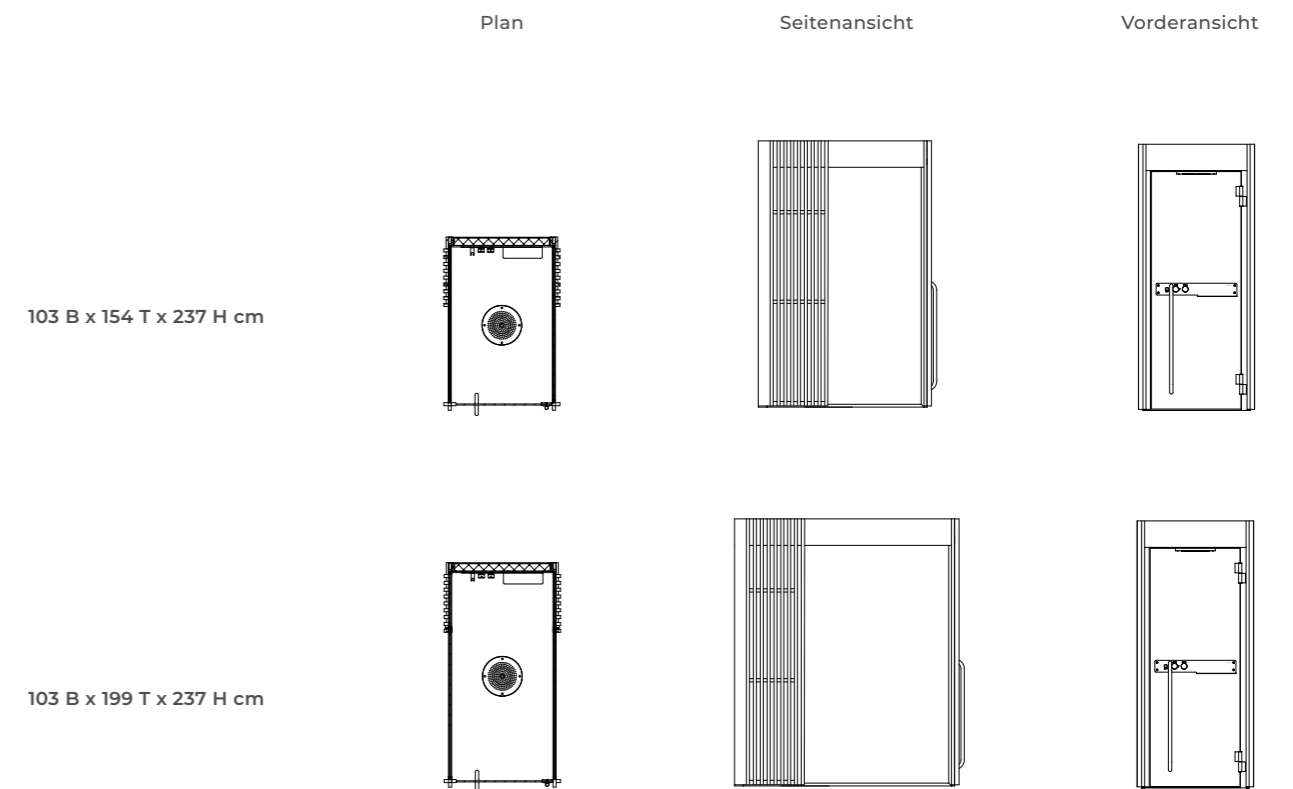 Plan Seitenansicht Vorderansicht
103 B x 154 T x 237 H cm
103 B x 199 T x 237 H cm